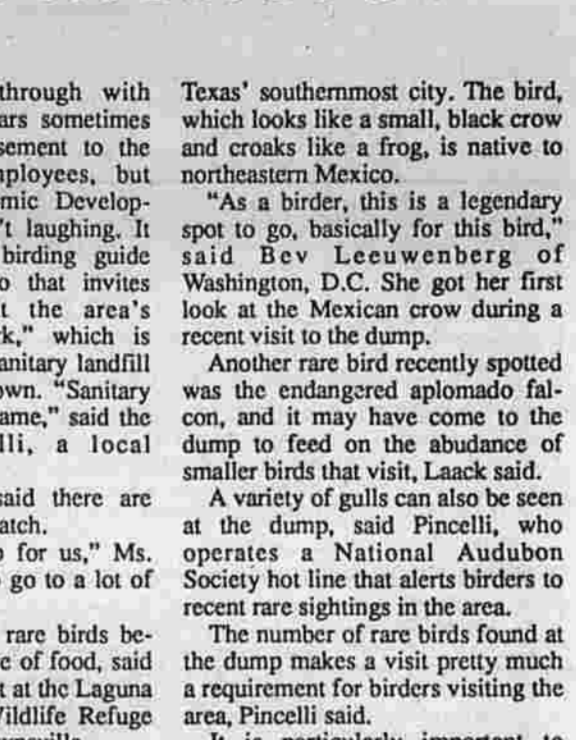 through with
ars sometimes
sement to the
ployees, but
mic Develop-
't laughing. It
birding guide
o that invites
t the area's
k," which is
anitary landfill
own. "Sanitary
ame," said the
lli, a local
said there are
atch.
o for us," Ms.
go to a lot of
rare birds be-
e of food, said
t at the Laguna
Wildlife Refuge
Texas' southernmost city. The bird,
which looks like a small, black crow
and croaks like a frog, is native to
northeastern Mexico.
"As a birder, this is a legendary
spot to go, basically for this bird,"
said Bev Leeuwenberg of
Washington, D.C. She got her first
look at the Mexican crow during a
recent visit to the dump.
Another rare bird recently spotted
was the endangered aplomado fal-
con, and it may have come to the
dump to feed on the abudance of
smaller birds that visit, Laack said.
A variety of gulls can also be seen
at the dump, said Pincelli, who
operates a National Audubon
Society hot line that alerts birders to
recent rare sightings in the area.
The number of rare birds found at
the dump makes a visit pretty much
a requirement for birders visiting the
area, Pincelli said.
It is particularly important to